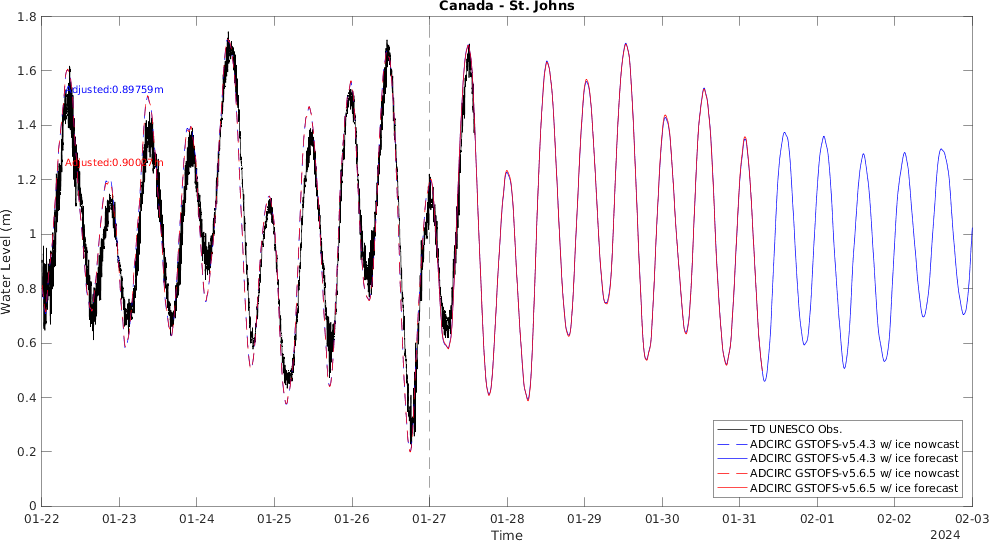 Canada - St. Johns
1.8
1.6
1.4
1.2
1
0.8
0.6
0.4
0.2
0
Water Level (m)
Adjusted:0.89759m
TD UNESCO Obs.
ADCIRC GSTOFS-v5.4.3 w/ ice nowcast
ADCIRC GSTOFS-v5.4.3 w/ ice forecast
ADCIRC GSTOFS-v5.6.5 w/ ice nowcast
ADCIRC GSTOFS-v5.6.5 w/ ice forecast
01-22 01-23 01-24 01-25 01-26 01-27 01-28 01-29 01-30 01-31 02-01 02-02 02-03
Time
2024